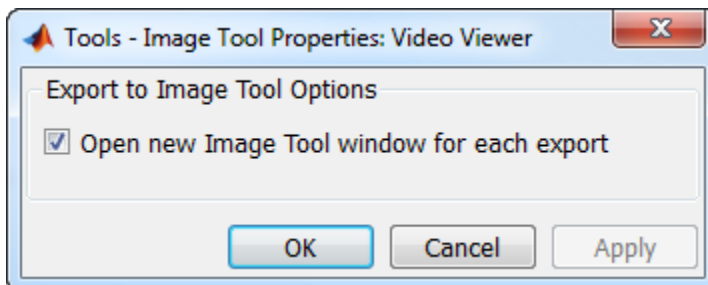 Tools - Image Tool Properties: Video Viewer
Export to Image Tool Options
Open new Image Tool window for each export
OK Cancel Apply